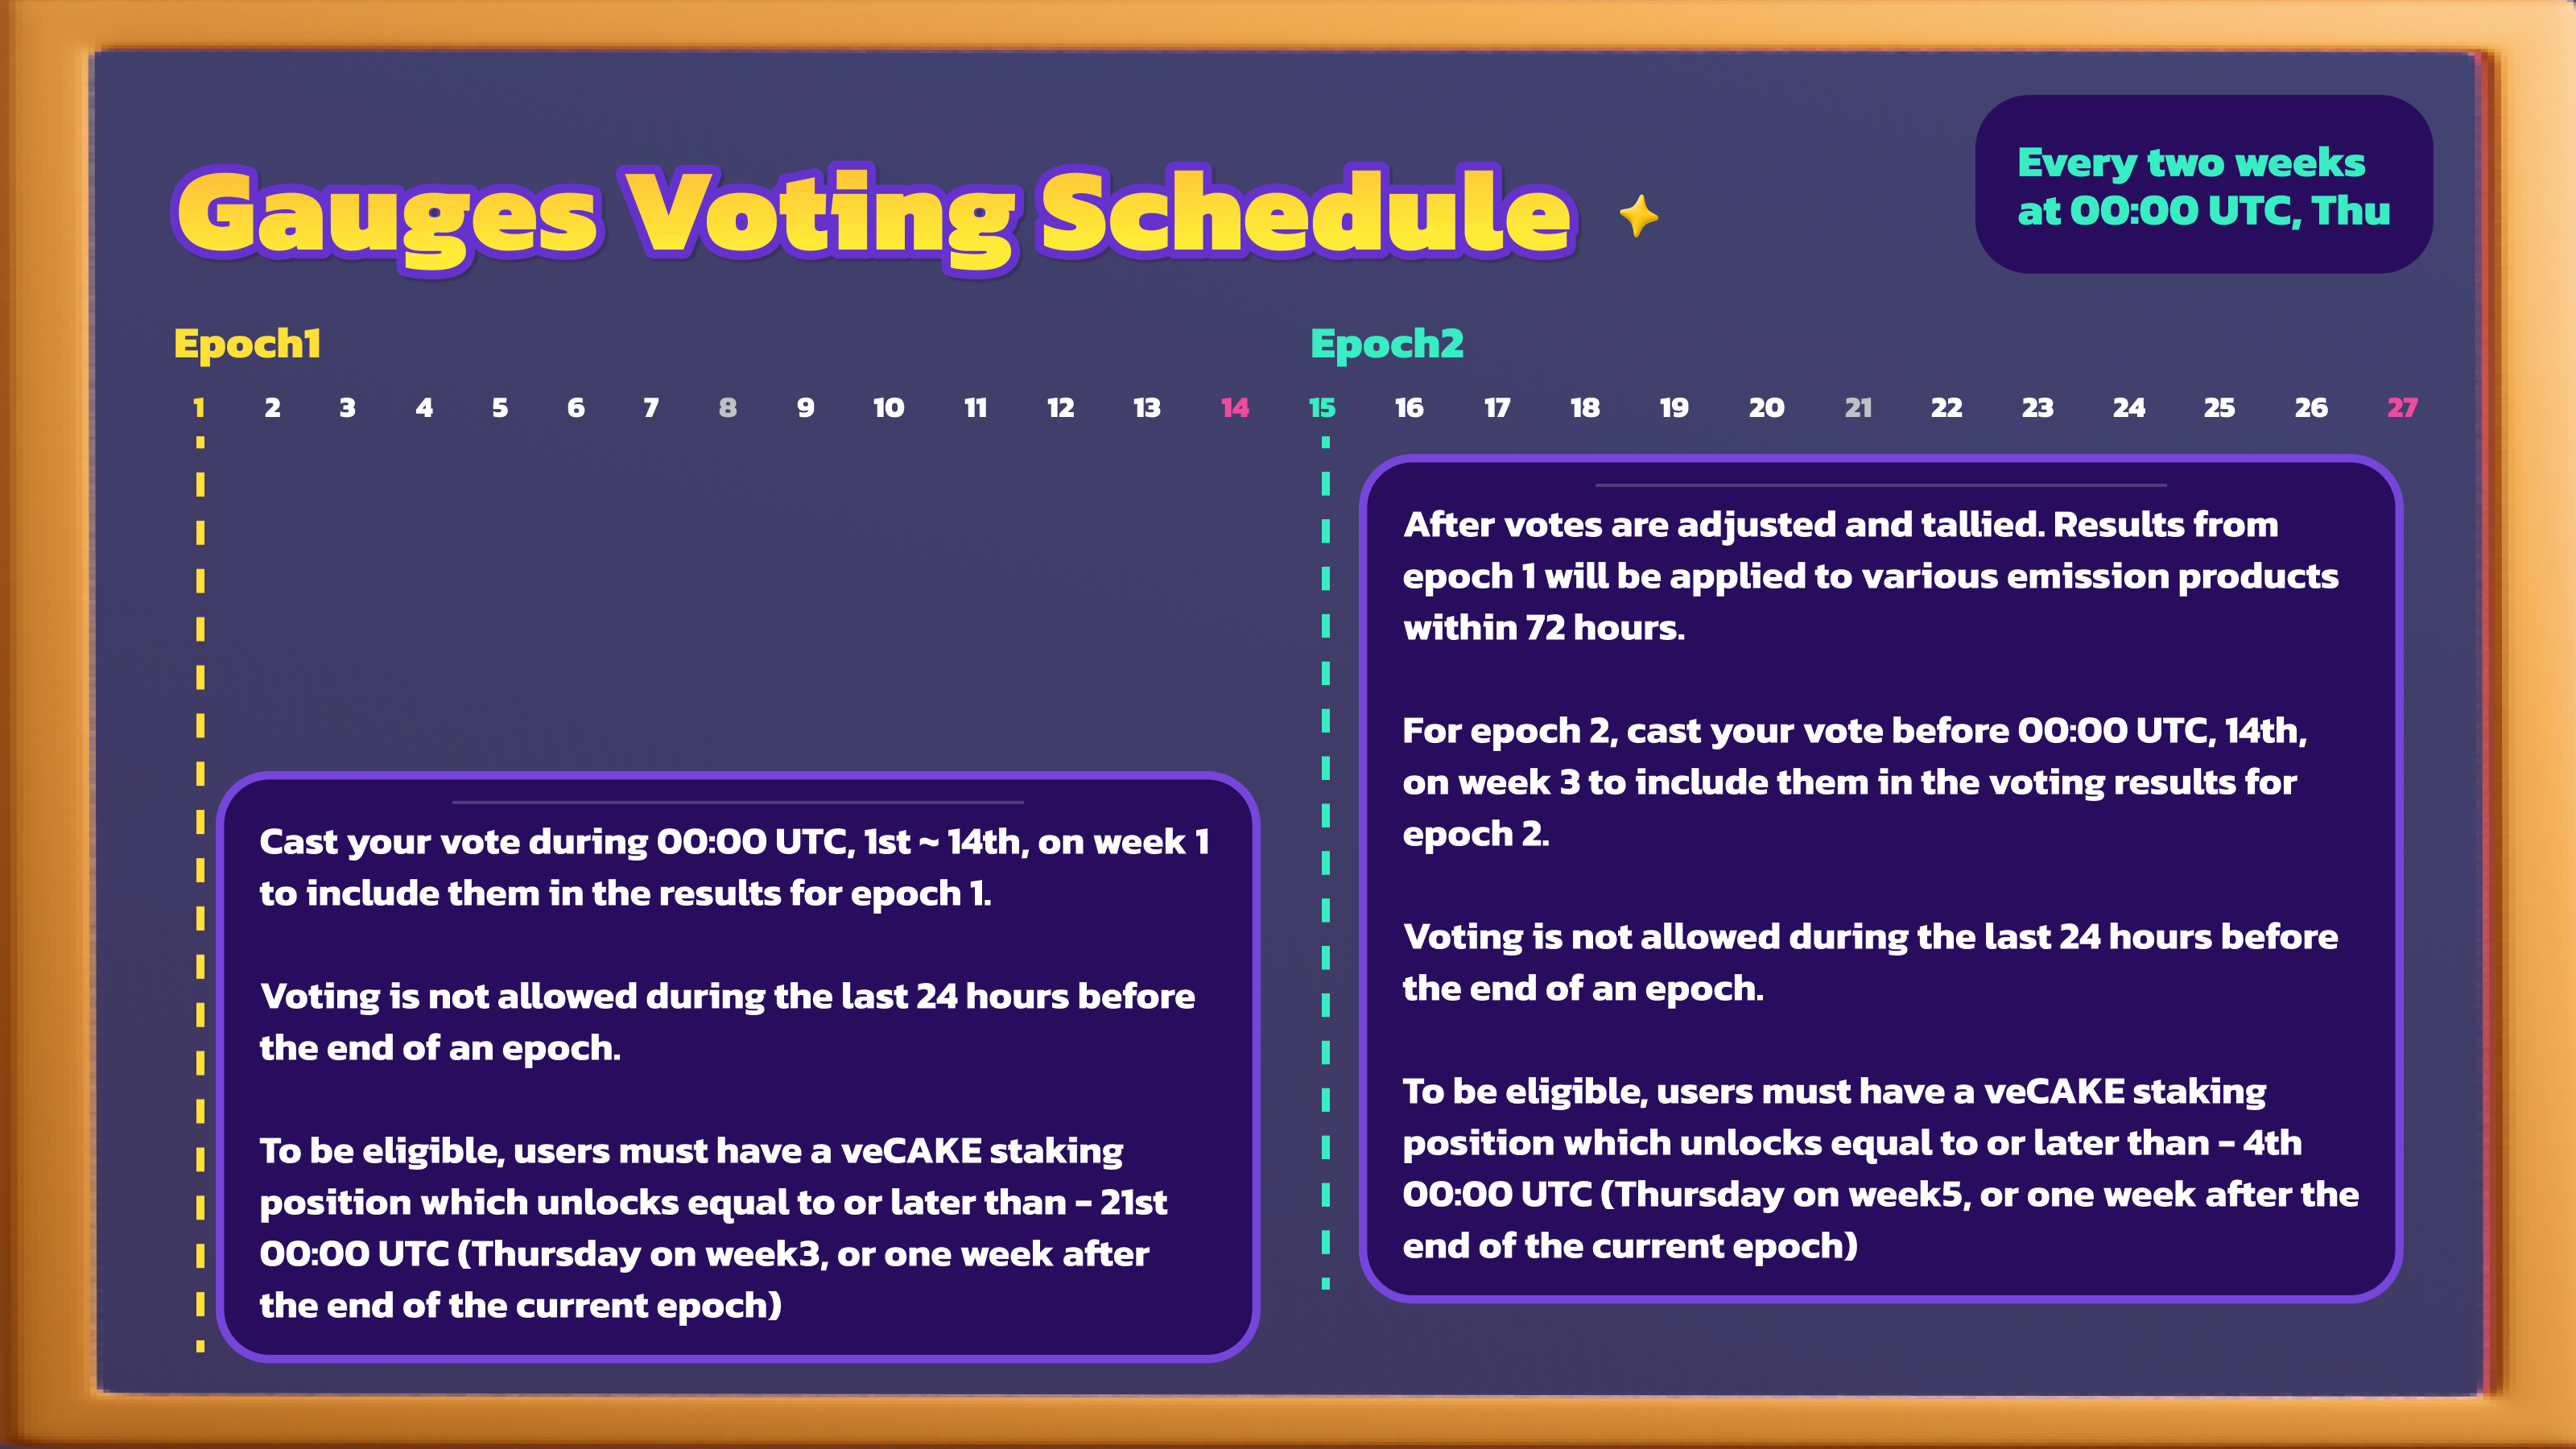 Gauges Voting Schedule
Every two weeks
at 00:00 UTC, Thu
Epoch1
Epoch2
1 2 3 4 5 6 7 8 9 10 11 12 13 14 15 16 17 18 19 20 21 22 23 24 25 26 27
Cast your vote during 00:00 UTC, 1st ~ 14th, on week 1
to include them in the results for epoch 1.
Voting is not allowed during the last 24 hours before
the end of an epoch.
To be eligible, users must have a veCAKE staking
position which unlocks equal to or later than - 21st
00:00 UTC (Thursday on week3, or one week after
the end of the current epoch)
After votes are adjusted and tallied. Results from
epoch 1 will be applied to various emission products
within 72 hours.
For epoch 2, cast your vote before 00:00 UTC, 14th,
on week 3 to include them in the voting results for
epoch 2.
Voting is not allowed during the last 24 hours before
the end of an epoch.
To be eligible, users must have a veCAKE staking
position which unlocks equal to or later than - 4th
00:00 UTC (Thursday on week5, or one week after the
end of the current epoch)